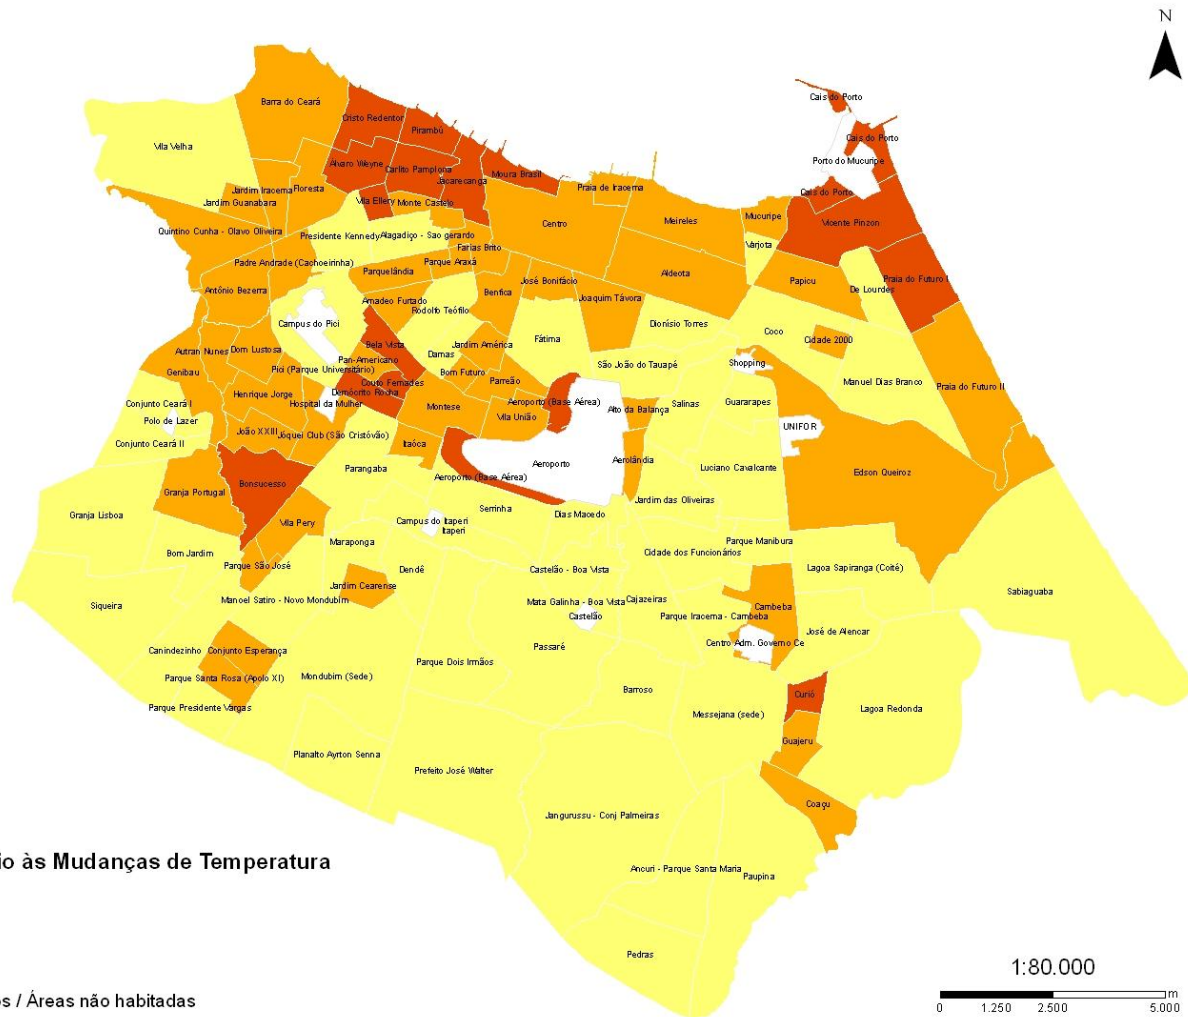 N
Cais do Porto
Barra do Ceará
Cristo Redentor
Pirambú
Cais do Porto
Vila Velha
Álvaro Weyne
Carlito Pamplona
Jacarecanga
Moura Brasil
Porto do Mucuripe
Jardim Iracema
Floresta
Praia de Iracema
Cais do Porto
Jardim Guanabara
Vila Ellery
Monte Castelo
Centro
Meireles
Mucuripe
Vicente Pinzon
Quintino Cunha - Olavo Oliveira
Presidente Kennedy
Alagadiço - Sao gerardo
Farias Brito
Varjota
Padre Andrade (Cachoeirinha)
Parque Araxá
Parquelândia
Aldeota
Papicu
Praia do Futuro I
De Lourdes
Antônio Bezerra
Amadeo Furtado
Benfica
José Bonifácio
Joaquim Távora
Rodolfo Teófilo
Campus do Pici
Dionísio Torres
Coco
Cidade 2000
Autran Nunes
Dom Lustosa
Bela Vista
Damas
Jardim América
Fátima
Pan-Americano
São João do Tauapé
Shopping
Genibau
Pici (Parque Universitário)
Bom Futuro
Parreão
Couto Fernades
Manuel Dias Branco
Praia do Futuro II
Henrique Jorge
Demócrito Rocha
Hospital da Mulher
Montese
Aeroporto (Base Aérea)
Alto da Balança
Salinas
Guararapes
Conjunto Ceará I
Polo de Lazer
Vila União
UNIFOR
João XXIII
Jóquei Club (São Cristóvão)
Itaóca
Conjunto Ceará II
Parangaba
Aeroporto
Aerolândia
Luciano Cavalcante
Edson Queiroz
Aeroporto (Base Aérea)
Bonsucesso
Granja Portugal
Jardim das Oliveiras
Serrinha
Granja Lisboa
Vila Pery
Campus do Itaperi
Itaperi
Dias Macedo
Maraponga
Parque Manibura
Bom Jardim
Cidade dos Funcionários
Parque São José
Dendê
Castelão - Boa Vista
Lagoa Sapiranga (Coité)
Jardim Cearense
Sabiaguaba
Siqueira
Manoel Satiro - Novo Mondubim
Mata Galinha - Boa Vista
Cajazeiras
Cambeba
Castelão
Parque Iracema - Cambeba
José de Alencar
Centro Adm. Governo Ce
Canindezinho
Conjunto Esperança
Passaré
Parque Dois Irmãos
Parque Santa Rosa (Apolo XI)
Mondubim (Sede)
Barroso
Curió
Parque Presidente Vargas
Messejana (sede)
Lagoa Redonda
Guajeru
Planalto Ayrton Senna
Prefeito José Walter
Coaçu
Jangurussu - Conj Palmeiras
io às Mudanças de Temperatura
Ancuri - Parque Santa Maria
Paupina
Pedras
1:80.000
s / Áreas não habitadas
m
0 1.250 2.500 5.000